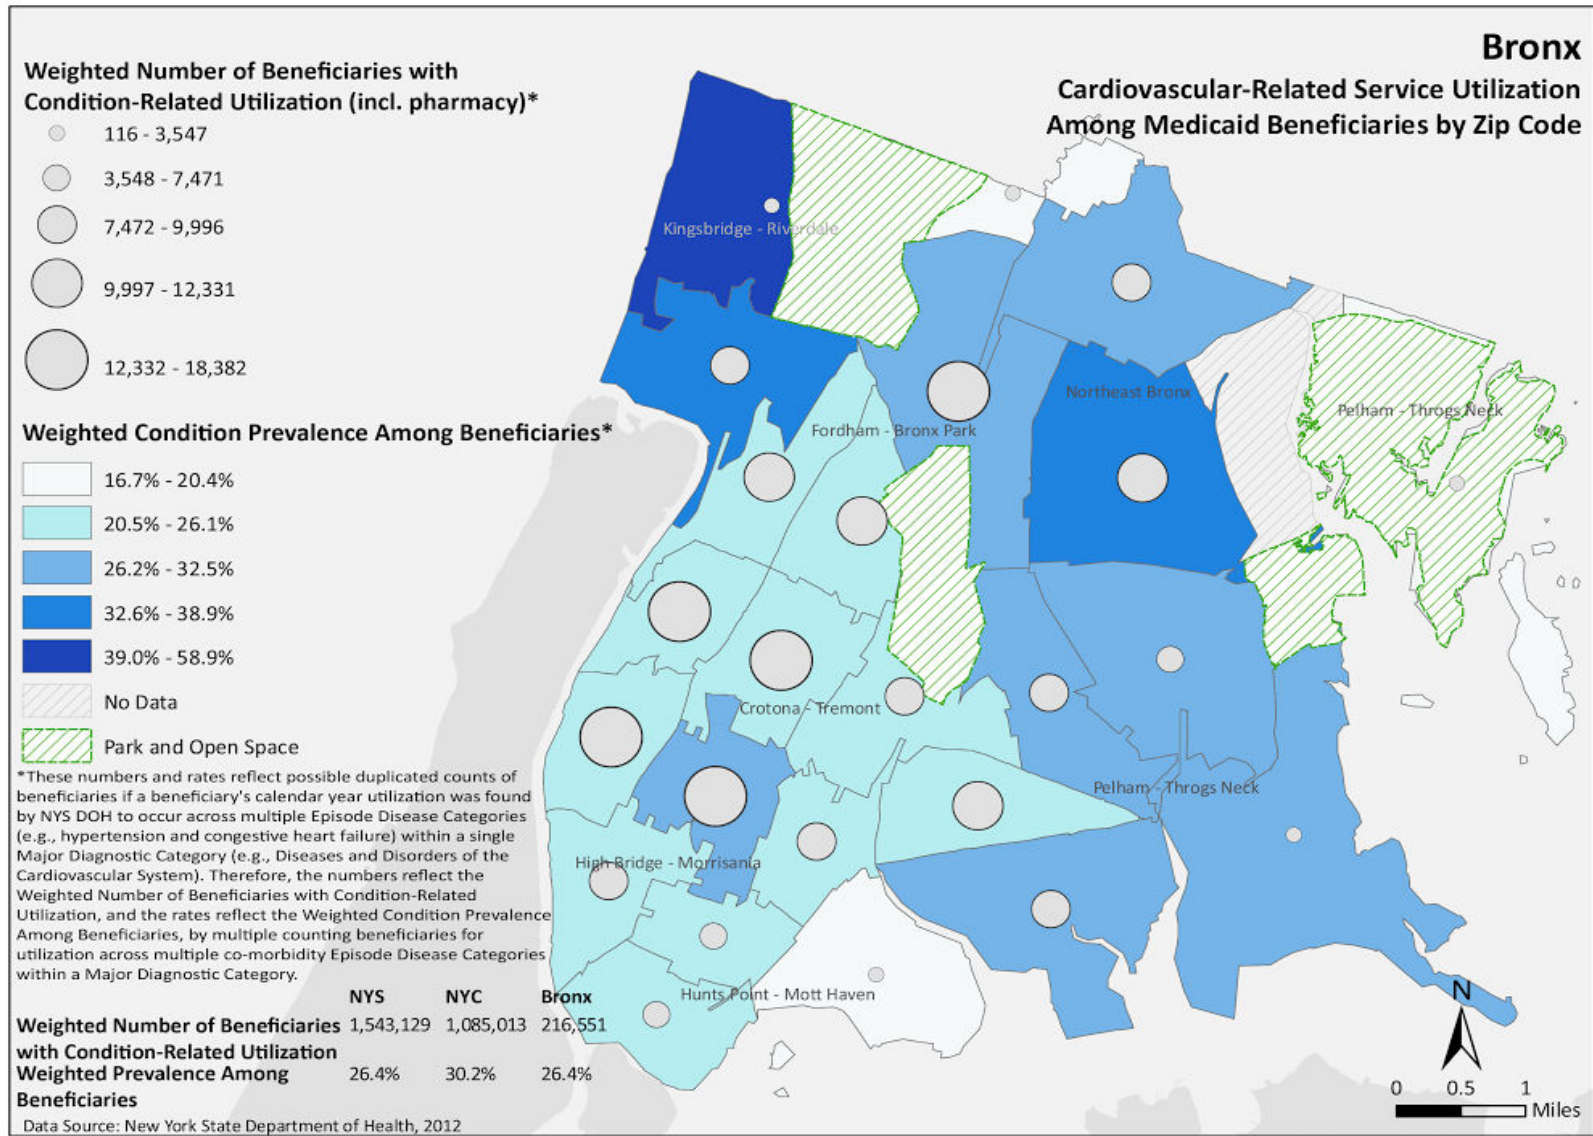 Bronx
Cardiovascular-Related Service Utilization
Among Medicaid Beneficiaries by Zip Code
Weighted Number of Beneficiaries with
Condition-Related Utilization (incl. pharmacy)*
116 - 3,547
3,548 - 7,471
7,472 - 9,996
9,997 - 12,331
12,332 - 18,382
Weighted Condition Prevalence Among Beneficiaries*
16.7% - 20.4%
20.5% - 26.1%
26.2% - 32.5%
32.6% - 38.9%
39.0% - 58.9%
No Data
Park and Open Space
Kingsbridge - Riverdale
Northeast Bronx
Pelham - Throgs Neck
Fordham - Bronx Park
Crotona - Tremont
Pelham - Throgs Neck
High Bridge - Morrisania
Hunts Point - Mott Haven
*These numbers and rates reflect possible duplicated counts of
beneficiaries if a beneficiary's calendar year utilization was found
by NYS DOH to occur across multiple Episode Disease Categories
(e.g., hypertension and congestive heart failure) within a single
Major Diagnostic Category (e.g., Diseases and Disorders of the
Cardiovascular System). Therefore, the numbers reflect the
Weighted Number of Beneficiaries with Condition-Related
Utilization, and the rates reflect the Weighted Condition Prevalence
Among Beneficiaries, by multiple counting beneficiaries for
utilization across multiple co-morbidity Episode Disease Categories
within a Major Diagnostic Category.
NYS NYC Bronx
Weighted Number of Beneficiaries 1,543,129 1,085,013 216,551
with Condition-Related Utilization
Weighted Prevalence Among 26.4% 30.2% 26.4%
Beneficiaries
Data Source: New York State Department of Health, 2012
N
0 0.5 1
Miles